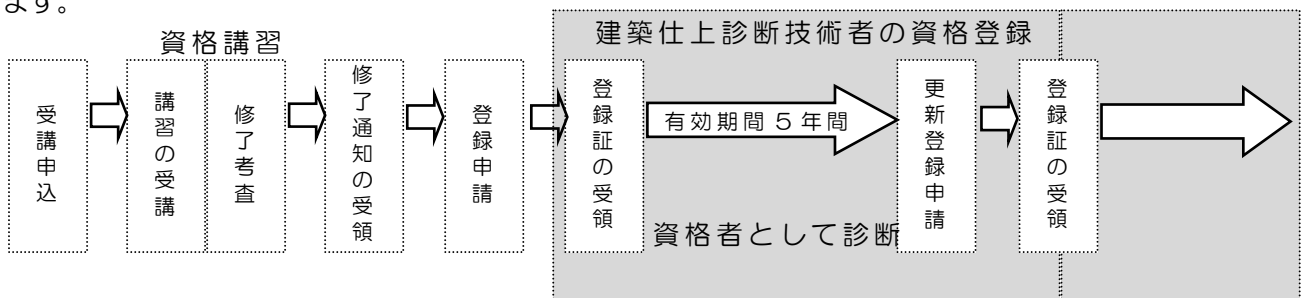 ます。
資格講習
建築仕上診断技術者の資格登録
受講申込
講習の受講
修了考査
修了通知の受領
登録申請
登録証の受領
有効期間5年間
更新登録申請
登録証の受領
資格者として診断